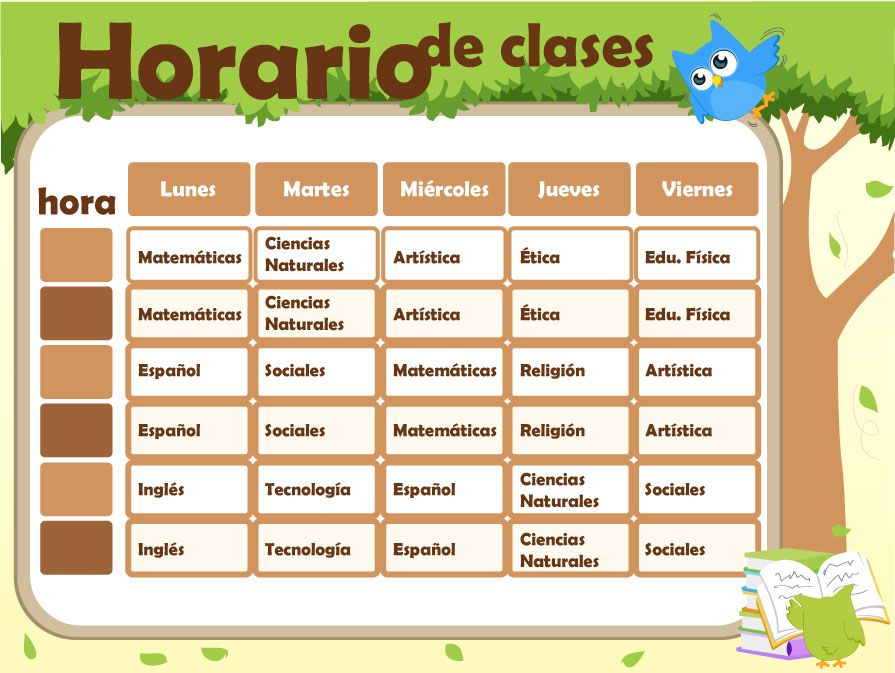 Horario de clases
hora Lunes Martes Miércoles Jueves Viernes
Matemáticas Ciencias Naturales Artística Ética Edu. Física
Matemáticas Ciencias Naturales Artística Ética Edu. Física
Español Sociales Matemáticas Religión Artística
Español Sociales Matemáticas Religión Artística
Inglés Tecnología Español Ciencias Naturales Sociales
Inglés Tecnología Español Ciencias Naturales Sociales